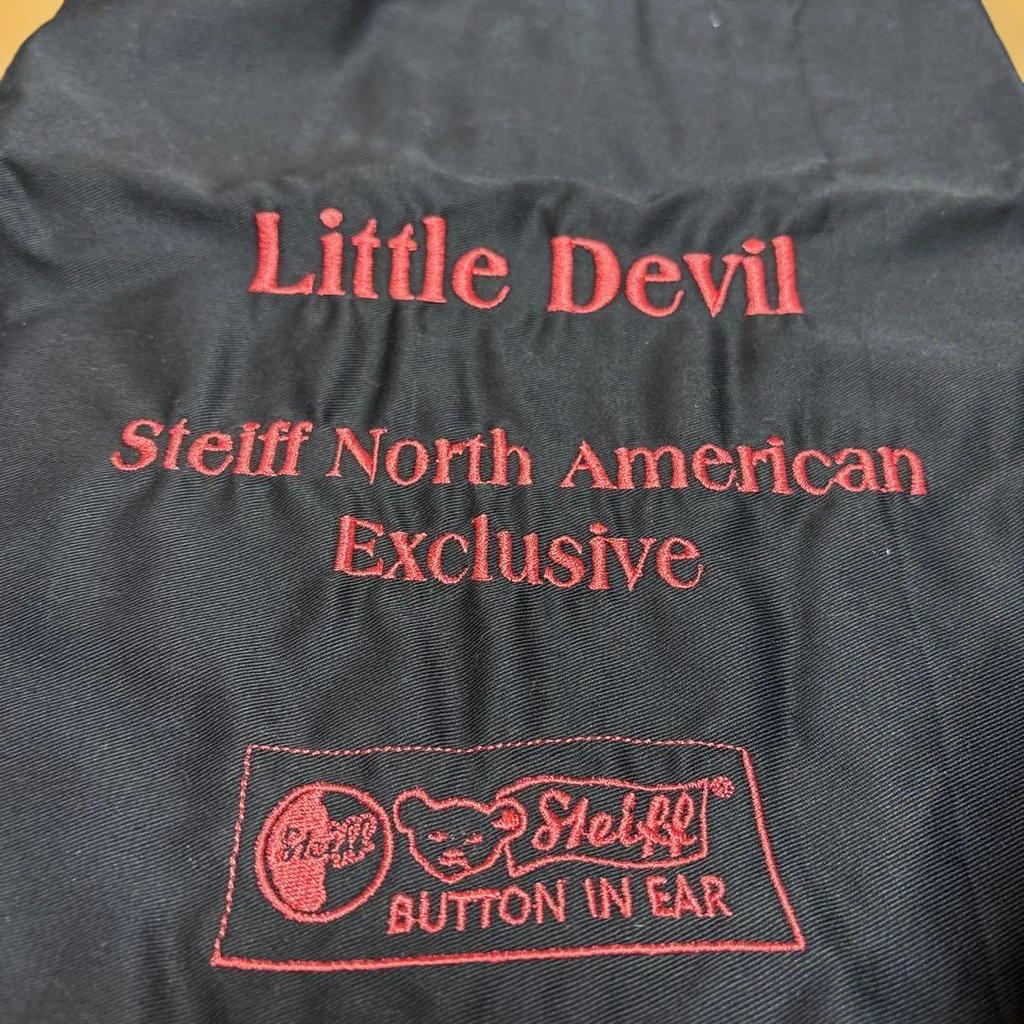 Little Devil
Steiff North American
Exclusive
Steiff
Steiff®
BUTTON IN EAR